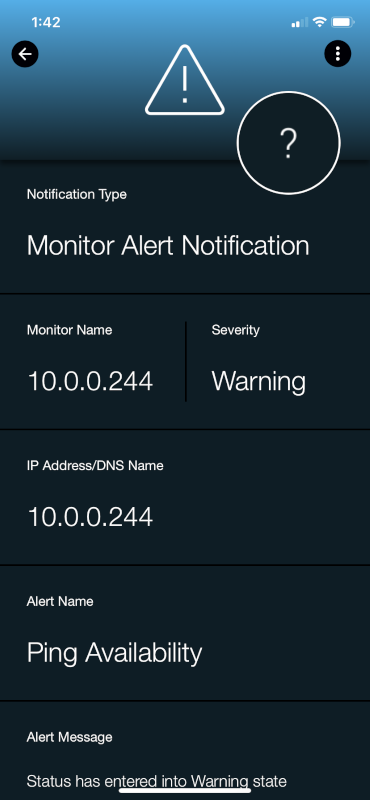 1:42
!
?
Notification Type
Monitor Alert Notification
Monitor Name
Severity
10.0.0.244
Warning
IP Address/DNS Name
10.0.0.244
Alert Name
Ping Availability
Alert Message
Status has entered into Warning state